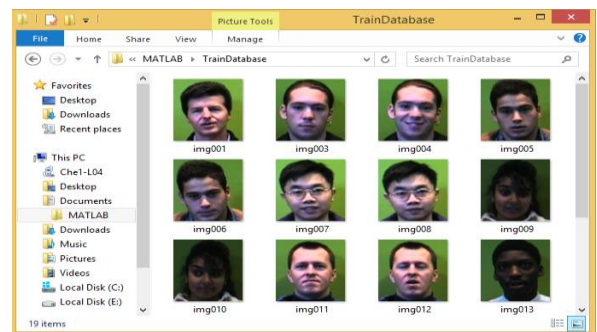 Picture Tools
TrainDatabase
File Home Share View Manage
« MATLAB ▸ TrainDatabase
Search TrainDatabase
Favorites
Desktop
Downloads
Recent places
This PC
Che1-L04
Desktop
Documents
MATLAB
Downloads
Music
Pictures
Videos
Local Disk (C:)
Local Disk (E:)
img001 img003 img004 img005
img006 img007 img008 img009
img010 img011 img012 img013
19 items